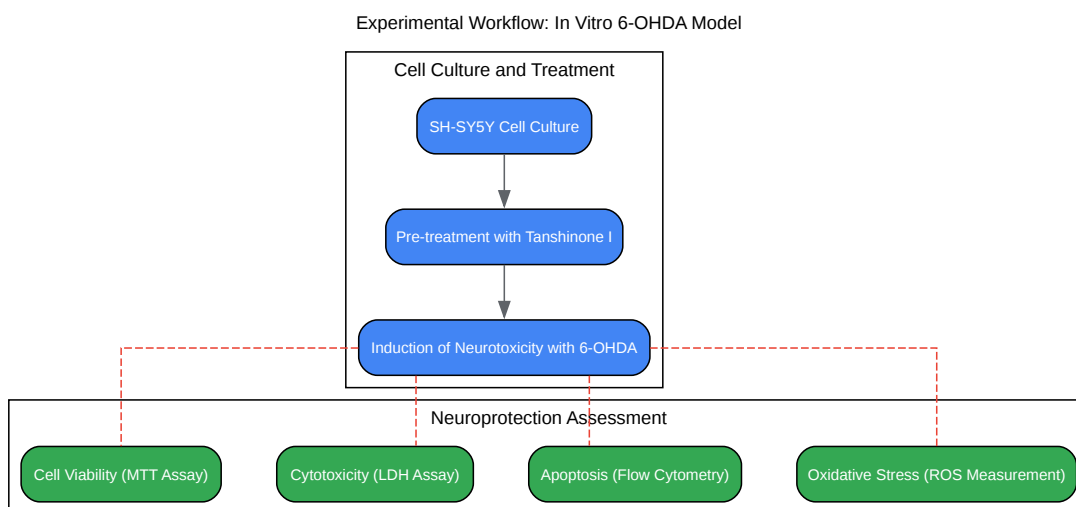 Experimental Workflow: In Vitro 6-OHDA Model
Cell Culture and Treatment
SH-SY5Y Cell Culture
Pre-treatment with Tanshinone I
Induction of Neurotoxicity with 6-OHDA
Neuroprotection Assessment
Cell Viability (MTT Assay)
Cytotoxicity (LDH Assay)
Apoptosis (Flow Cytometry)
Oxidative Stress (ROS Measurement)